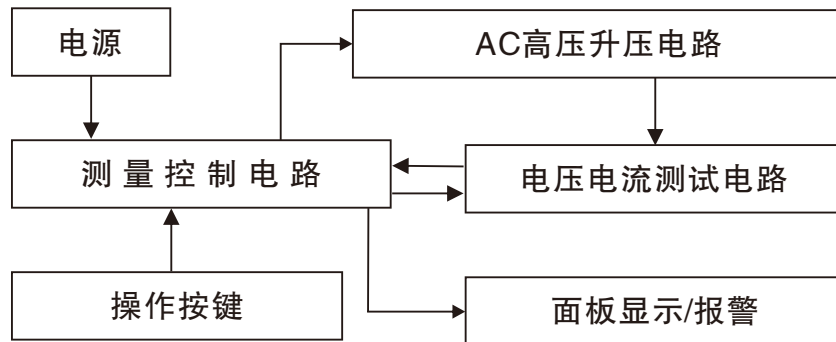 电源
AC高压升压电路
测量控制电路
电压电流测试电路
操作按键
面板显示/报警